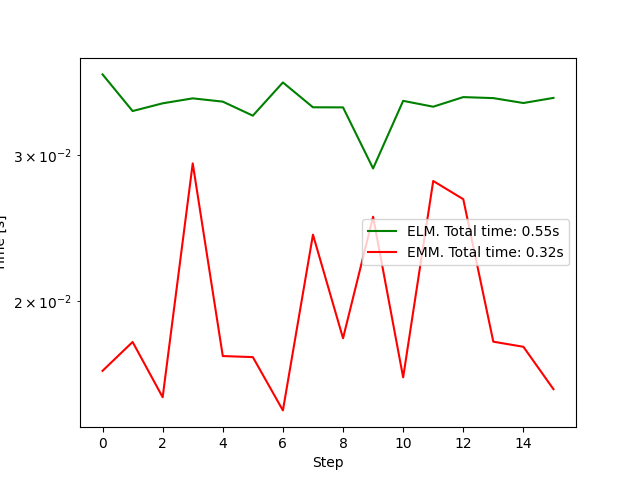 3 × 10⁻²
2 × 10⁻²
Time [s]
ELM. Total time: 0.55s
EMM. Total time: 0.32s
0 2 4 6 8 10 12 14
Step